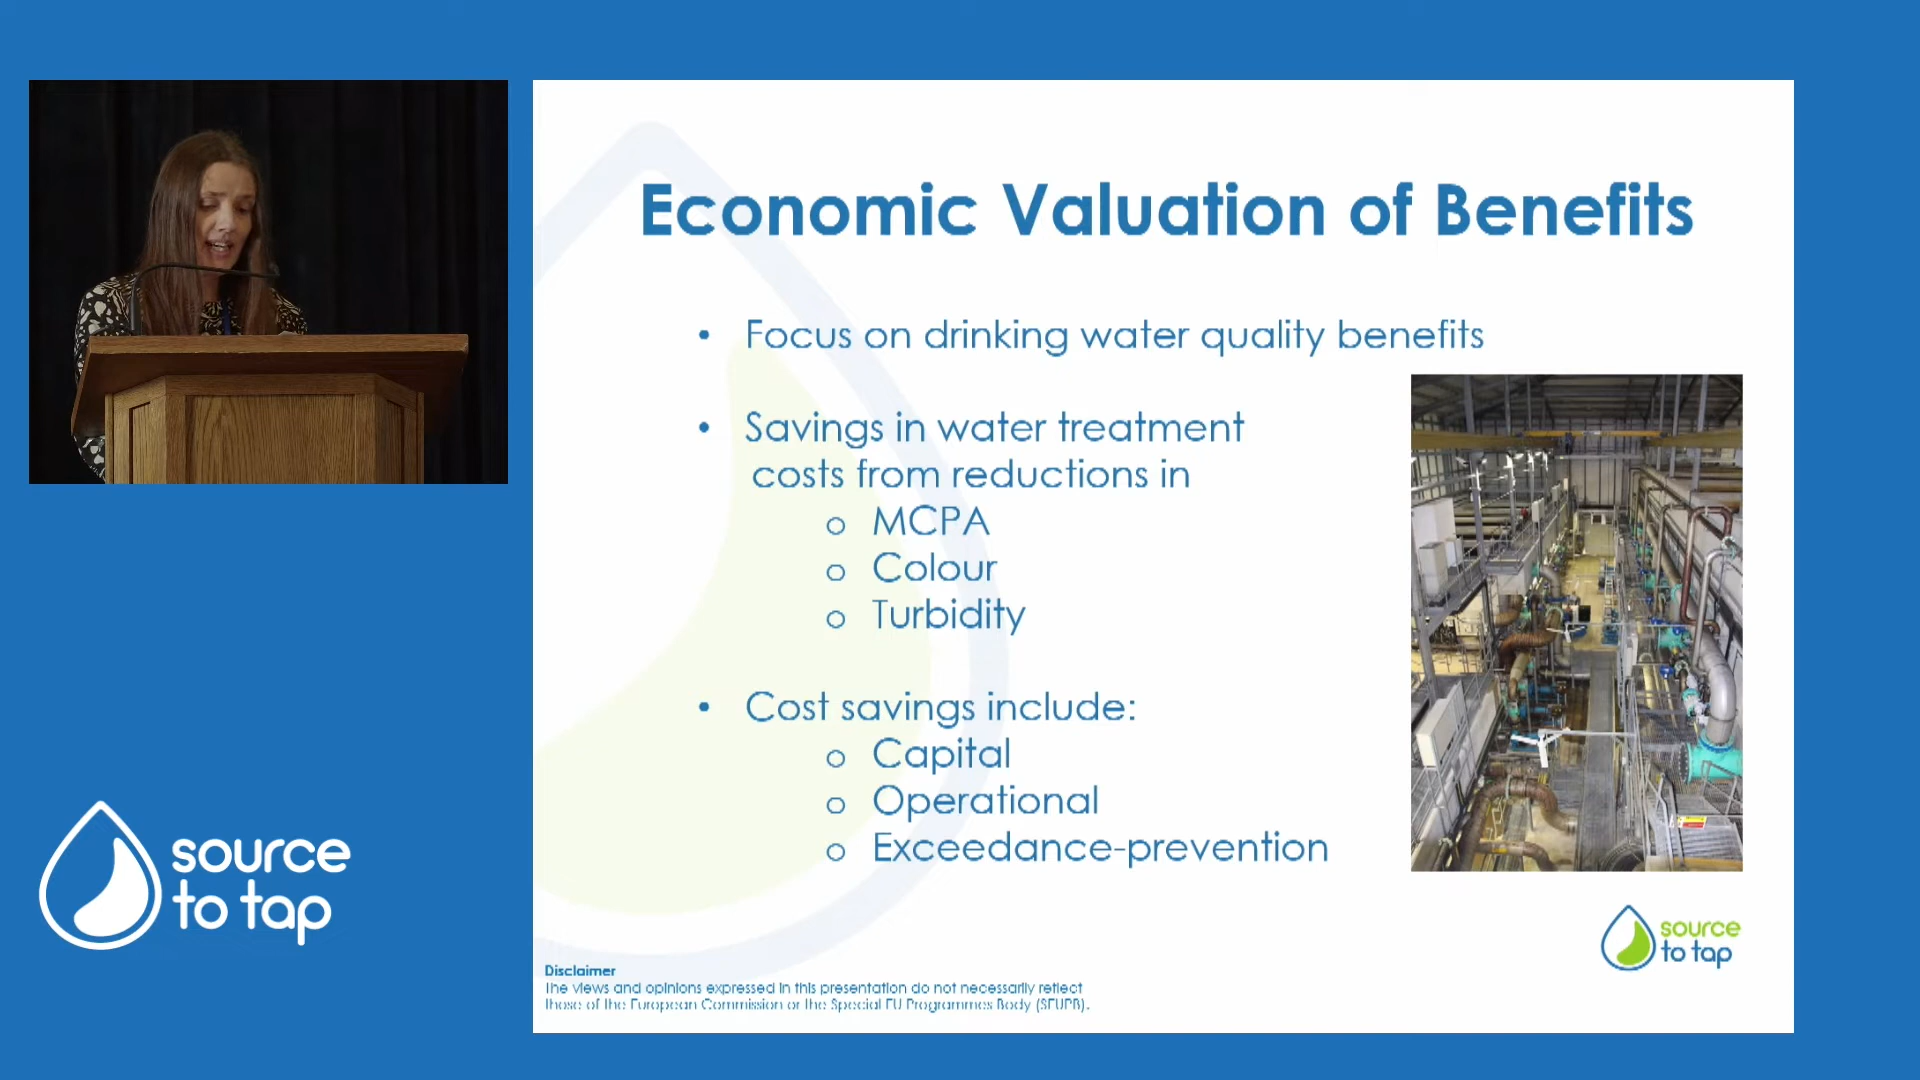 Economic Valuation of Benefits
• Focus on drinking water quality benefits
• Savings in water treatment
costs from reductions in
o MCPA
o Colour
o Turbidity
• Cost savings include:
o Capital
o Operational
o Exceedance-prevention
source
to tap
source
to tap
Disclaimer
The views and opinions expressed in this presentation do not necessarily reflect
those of the European Commission or the Special EU Programmes Body (SEUPB).